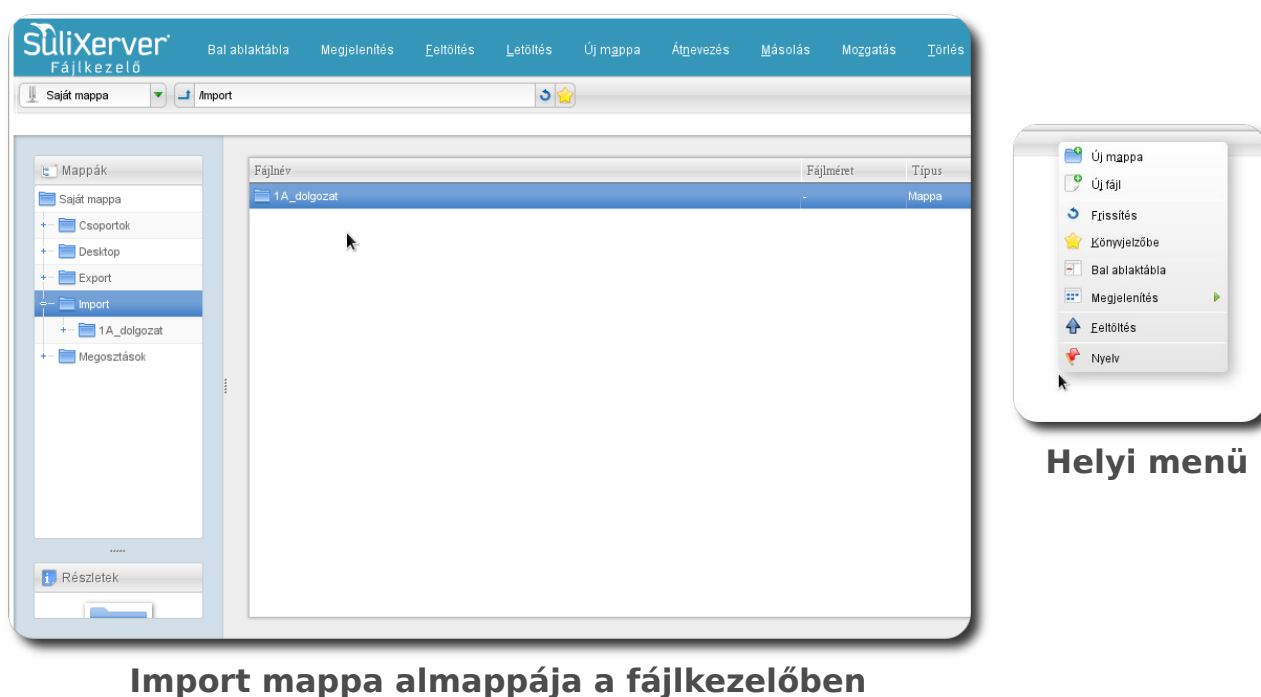 SuliXerver
Fájlkezelő
Bal ablaktábla Megjelenítés Feltöltés Letöltés Új mappa Átnevezés Másolás Mozgatás Törlés
Saját mappa /Import
Mappák
Saját mappa
Csoportok
Desktop
Export
Import
1A_dolgozat
Megosztások
Részletek
Fájlnév Fájlméret Típus
1A_dolgozat - Mappa
Új mappa
Új fájl
Frissítés
Könyvjelzőbe
Bal ablaktábla
Megjelenítés
Feltöltés
Nyelv
Helyi menü
Import mappa almappája a fájlkezelőben